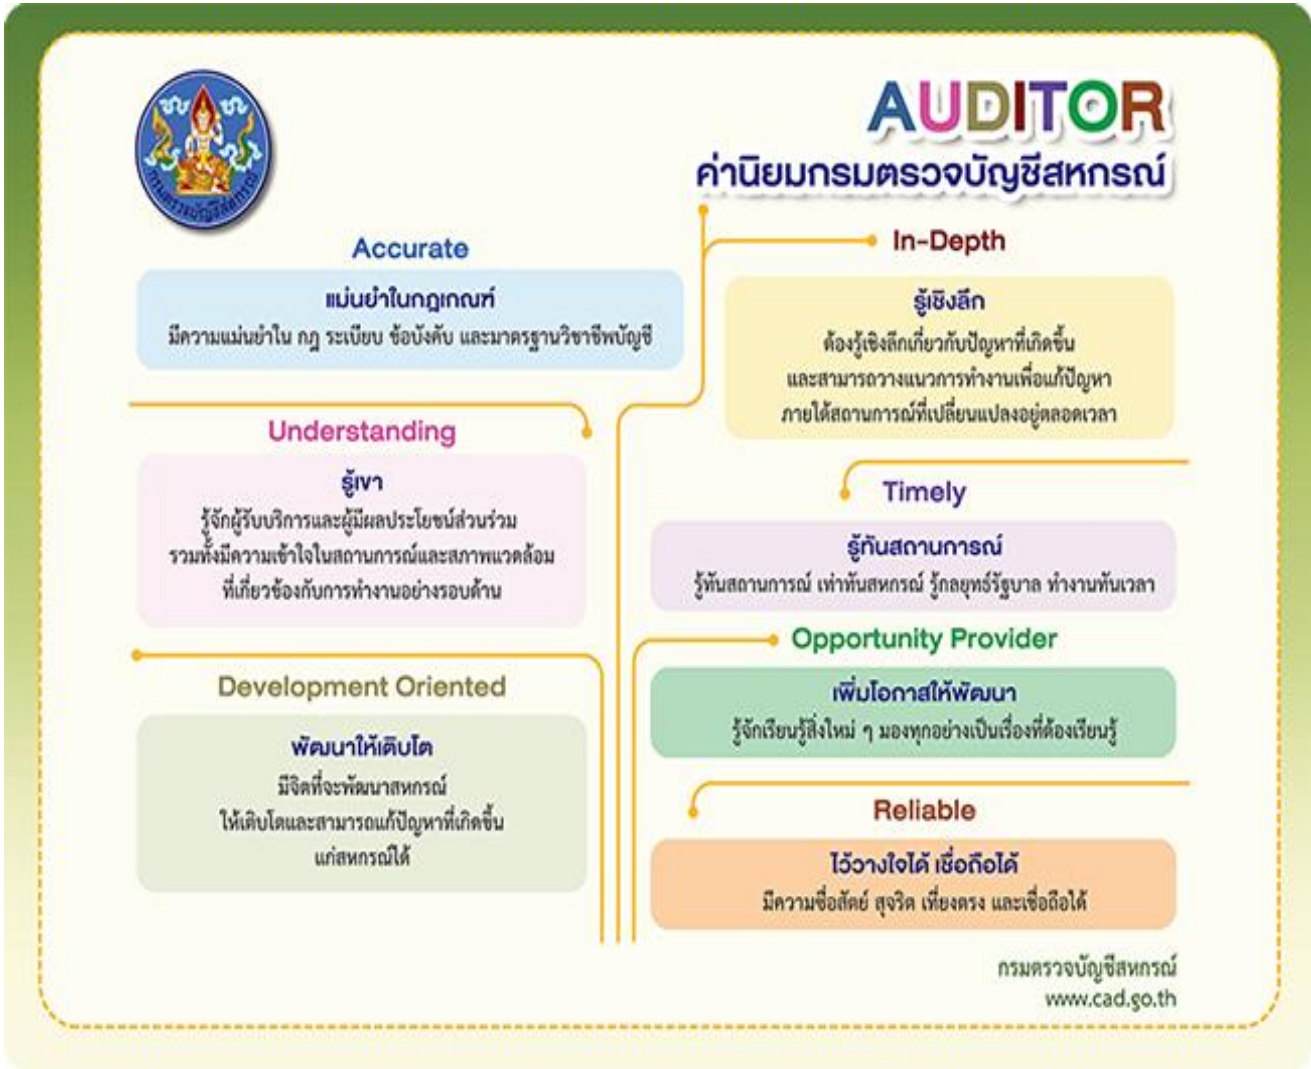 กรมตรวจบัญชีสหกรณ์
AUDITOR
ค่านิยมกรมตรวจบัญชีสหกรณ์
Accurate
แม่นยำในกฎเกณฑ์
มีความแม่นยำใน กฎ ระเบียบ ข้อบังคับ และมาตรฐานวิชาชีพบัญชี
Understanding
รู้เขา
รู้จักผู้รับบริการและผู้มีผลประโยชน์ส่วนร่วม
รวมทั้งมีความเข้าใจในสถานการณ์และสภาพแวดล้อม
ที่เกี่ยวข้องกับการทำงานอย่างรอบด้าน
Development Oriented
พัฒนาให้เติบโต
มีจิตที่จะพัฒนาสหกรณ์
ให้เติบโตและสามารถแก้ปัญหาที่เกิดขึ้น
แก่สหกรณ์ได้
In-Depth
รู้เชิงลึก
ต้องรู้เชิงลึกเกี่ยวกับปัญหาที่เกิดขึ้น
และสามารถวางแนวการทำงานเพื่อแก้ปัญหา
ภายใต้สถานการณ์ที่เปลี่ยนแปลงอยู่ตลอดเวลา
Timely
รู้ทันสถานการณ์
รู้ทันสถานการณ์ เท่าทันสหกรณ์ รู้กลยุทธ์รัฐบาล ทำงานทันเวลา
Opportunity Provider
เพิ่มโอกาสให้พัฒนา
รู้จักเรียนรู้สิ่งใหม่ ๆ มองทุกอย่างเป็นเรื่องที่ต้องเรียนรู้
Reliable
ไว้วางใจได้ เชื่อถือได้
มีความซื่อสัตย์ สุจริต เที่ยงตรง และเชื่อถือได้
กรมตรวจบัญชีสหกรณ์
www.cad.go.th